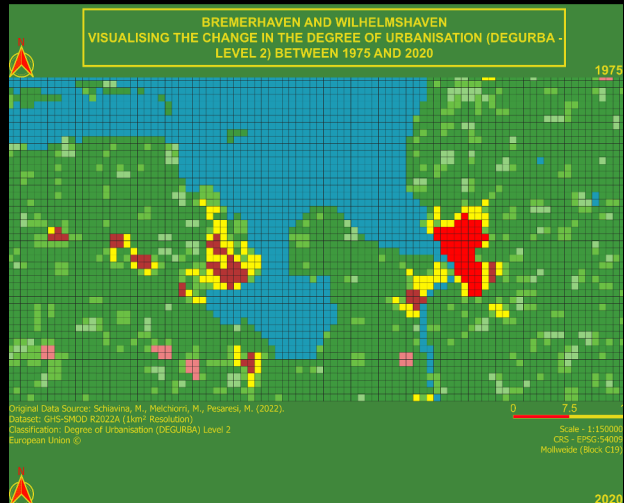 BREMERHAVEN AND WILHELMSHAVEN
VISUALISING THE CHANGE IN THE DEGREE OF URBANISATION (DEGURBA -
LEVEL 2) BETWEEN 1975 AND 2020
N
1975
Original Data Source: Schiavina, M., Melchiorri, M., Pesaresi, M. (2022).
Dataset: GHS-SMOD R2022A (1km² Resolution)
Classification: Degree of Urbanisation (DEGURBA) Level 2
European Union ©
0 7.5
Scale - 1:150000
CRS - EPSG:54009
Mollweide (Block C19)
N
2020